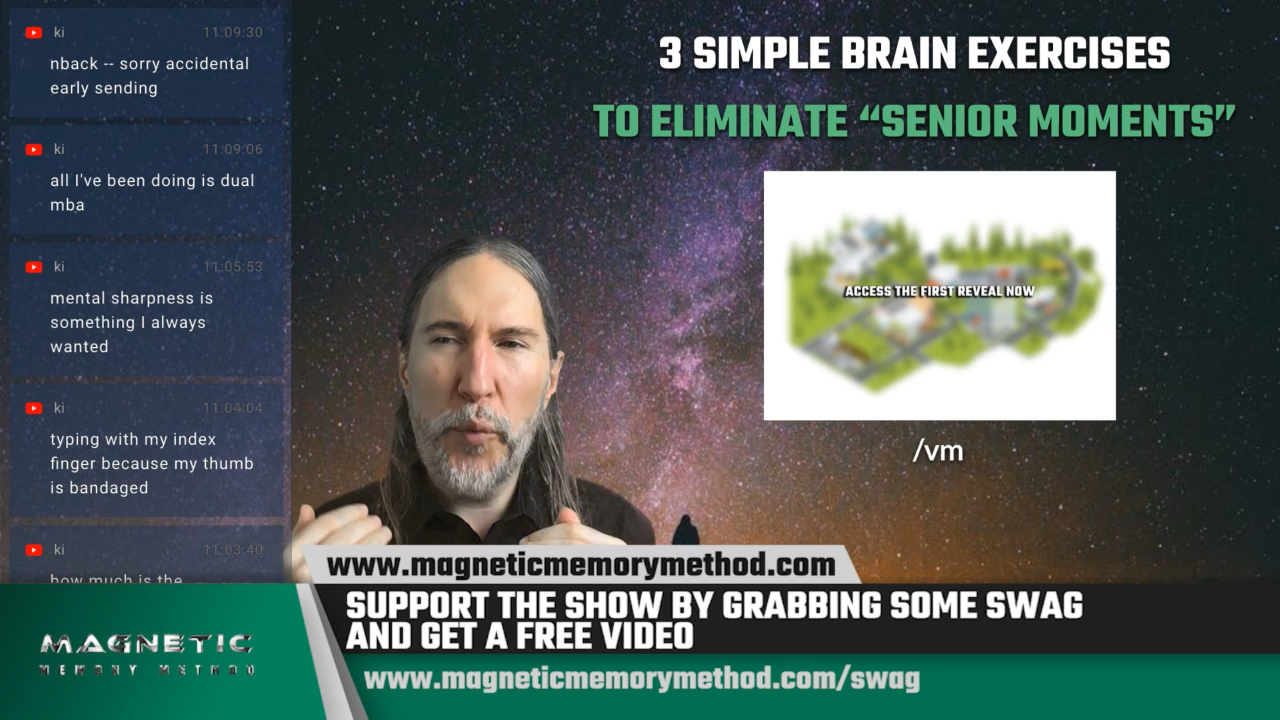 ki 11:09:30
nback -- sorry accidental
early sending
ki 11:09:06
all I've been doing is dual
mba
ki 11:05:53
mental sharpness is
something I always
wanted
ki 11:04:04
typing with my index
finger because my thumb
is bandaged
ki 11:03:40
how much is the
3 SIMPLE BRAIN EXERCISES
TO ELIMINATE “SENIOR MOMENTS”
ACCESS THE FIRST REVEAL NOW
/vm
www.magneticmemorymethod.com
SUPPORT THE SHOW BY GRABBING SOME SWAG
AND GET A FREE VIDEO
www.magneticmemorymethod.com/swag
MAGNETIC
MEMORY METHOD